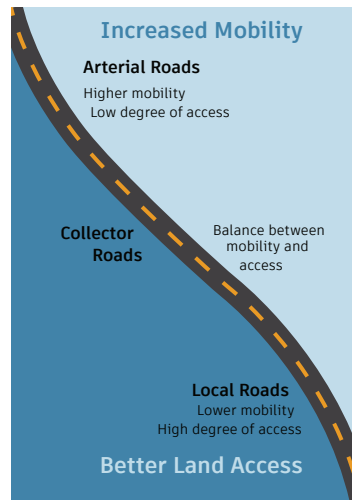 Increased Mobility
Arterial Roads
Higher mobility
Low degree of access
Collector
Roads
Balance between
mobility and
access
Local Roads
Lower mobility
High degree of access
Better Land Access